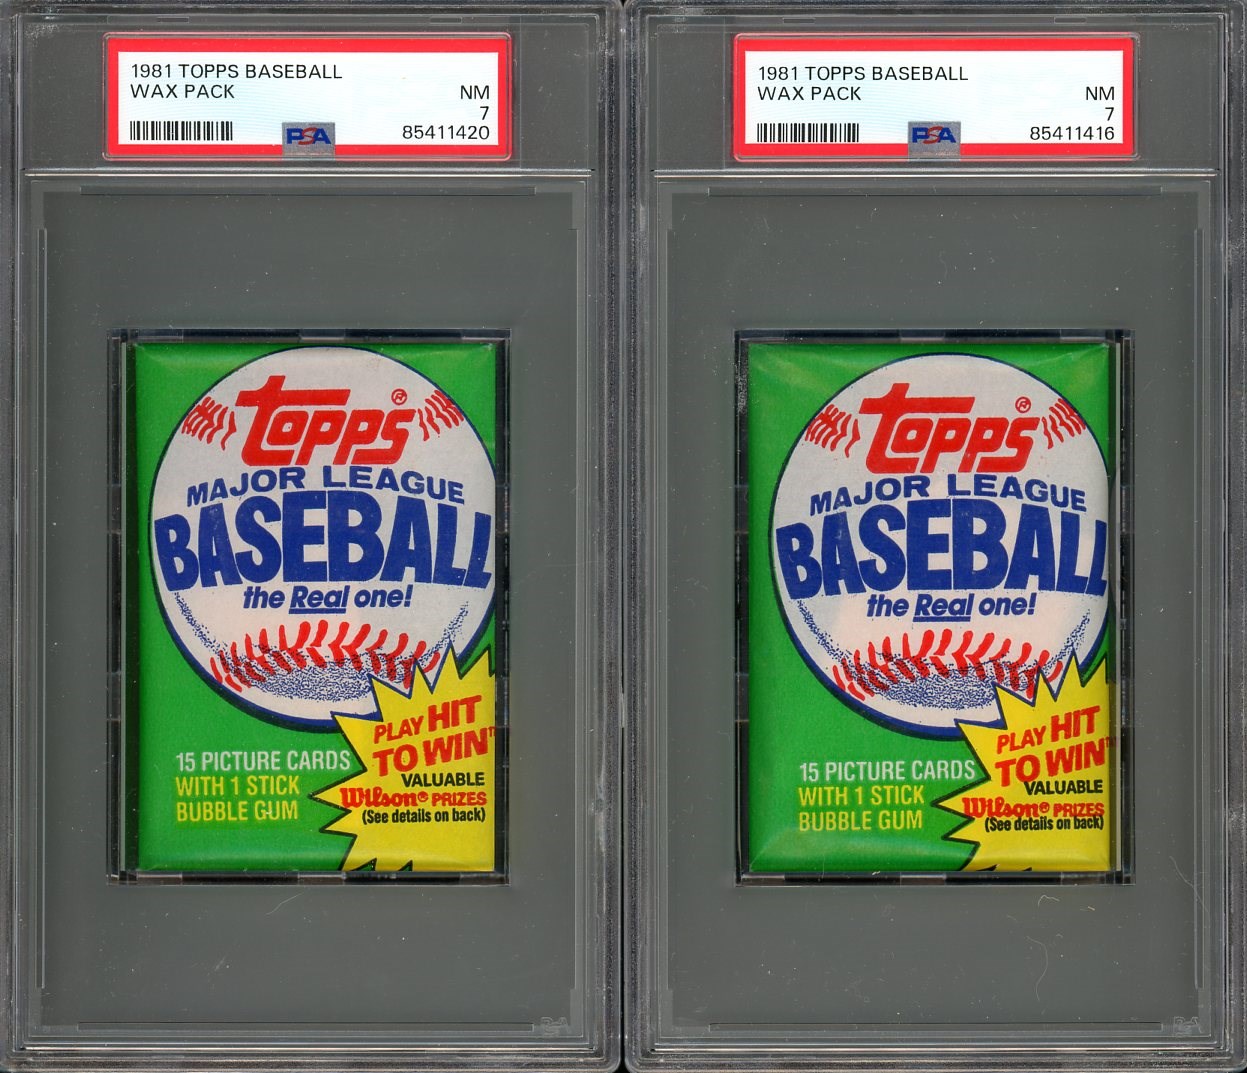 1981 TOPPS BASEBALL
WAX PACK
NM
7
PSA
85411420
Topps®
MAJOR LEAGUE
BASEBALL
the Real one!
PLAY HIT
TO WIN™
VALUABLE
Wilson® PRIZES
(See details on back)
15 PICTURE CARDS
WITH 1 STICK
BUBBLE GUM
1981 TOPPS BASEBALL
WAX PACK
NM
7
PSA
85411416
Topps®
MAJOR LEAGUE
BASEBALL
the Real one!
PLAY HIT
TO WIN™
VALUABLE
Wilson® PRIZES
(See details on back)
15 PICTURE CARDS
WITH 1 STICK
BUBBLE GUM